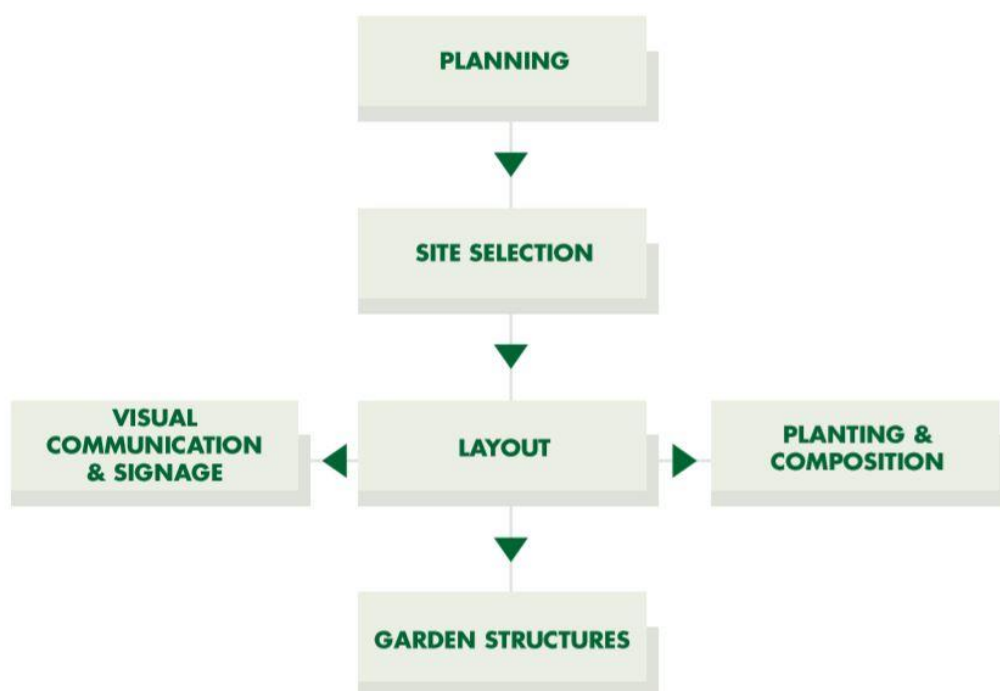 PLANNING
SITE SELECTION
VISUAL
COMMUNICATION
& SIGNAGE
LAYOUT
PLANTING &
COMPOSITION
GARDEN STRUCTURES